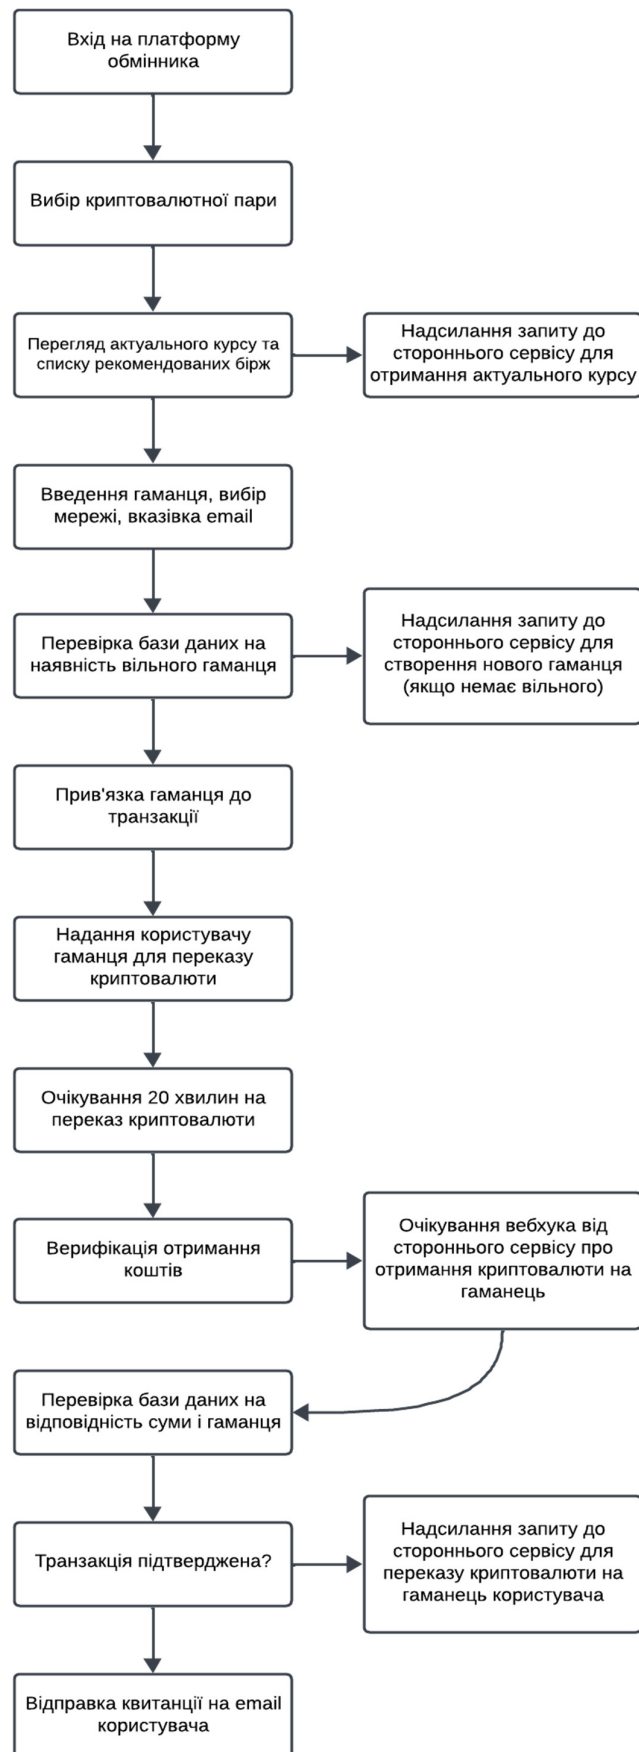 Вхід на платформу
обмінника
Вибір криптовалютної пари
Перегляд актуального курсу та
списку рекомендованих бірж
Надсилання запиту до
стороннього сервісу для
отримання актуального курсу
Введення гаманця, вибір
мережі, вказівка email
Перевірка бази даних на
наявність вільного гаманця
Надсилання запиту до
стороннього сервісу для
створення нового гаманця
(якщо немає вільного)
Прив'язка гаманця до
транзакції
Надання користувачу
гаманця для переказу
криптовалюти
Очікування 20 хвилин на
переказ криптовалюти
Верифікація отримання
коштів
Очікування вебхука від
стороннього сервісу про
отримання криптовалюти на
гаманець
Перевірка бази даних на
відповідність суми і гаманця
Транзакція підтверджена?
Надсилання запиту до
стороннього сервісу для
переказу криптовалюти на
гаманець користувача
Відправка квитанції на email
користувача